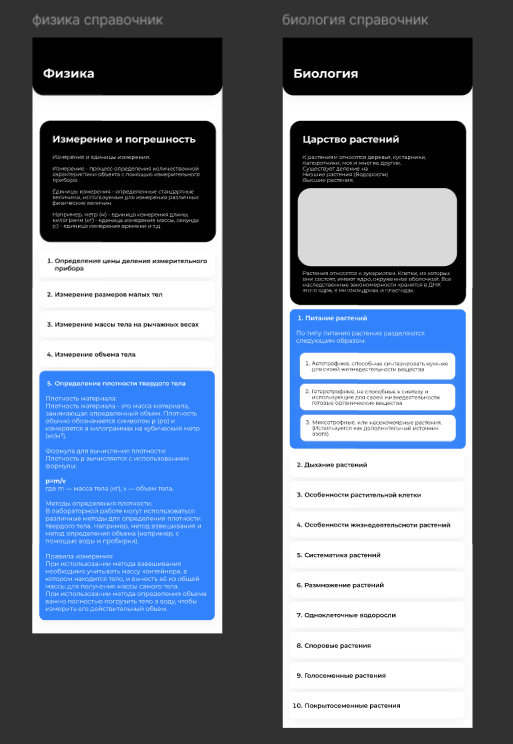 физика справочник
Физика
Измерение и погрешность
Измерение и единицы измерения:
Измерение - процесс определения количественной
характеристики объекта с помощью измерительного
прибора.
Единицы измерения - определенные стандартные
величины, используемые для измерения различных
физические величин.
Например, метр (м) - единица измерения длины,
килограмм (кг) - единица измерения массы, секунда
(с) - единица измерения времени и т.д
1. Определение цены деления измерительного
прибора
2. Измерение размеров малых тел
3. Измерение массы тела на рычажных весах
4. Измерение объема тела
5. Определение плотности твердого тела
Плотность материала:
Плотность материала - это масса материала,
занимающая определенный объем. Плотность
обычно обозначается символом ρ (ро) и
измеряется в килограммах на кубический метр
(кг/м³).
Формула для вычисления плотности:
Плотность ρ вычисляется с использованием
формулы:
p=m/v
где m — масса тела (кг), v — объем тела.
Методы определения плотности:
В лабораторной работе могут использоваться
различные методы для определения плотности
твердого тела. Например, метод взвешивания и
метод определения объема (например, с
помощью воды и пробирки).
Правила измерения:
При использовании метода взвешивания
необходимо учитывать массу контейнера, в
котором находится тело, и вычесть её из общей
массы для получения массы самого тела.
При использовании метода определения объема
важно полностью погрузить тело в воду, чтобы
измерить его действительный объем.
биология справочник
Биология
Царство растений
К растениям относятся деревья, кустарники,
папоротники, мох и многие другие.
Существует деление на
Низшие растения (Водоросли)
Высшие растения.
Растения относятся к эукариотам. Клетки, из которых
они состоят, имеют ядро, окруженное оболочкой. Все
наследственные закономерности хранятся в ДНК
этого ядра, в митохондриях и пластидах.
1. Питание растений
По типу питания растения разделяются
следующим образом:
1. Автотрофные, способные синтезировать нужные
для своей жизнедеятельности вещества
2. Гетеротрофные, не способные к синтезу и
использующие для своей жизнедеятельности
готовые органические вещества
3. Миксотрофные, или насекомоядные растения.
(Используется как дополнительный источник
азота)
2. Дыхание растений
3. Особенности растительной клетки
4. Особенности жизнедеятельсноти растений
5. Систематика растений
6. Размножение растений
7. Одноклеточные водоросли
8. Споровые растения
9. Голосеменные растения
10. Покрытосеменные растения